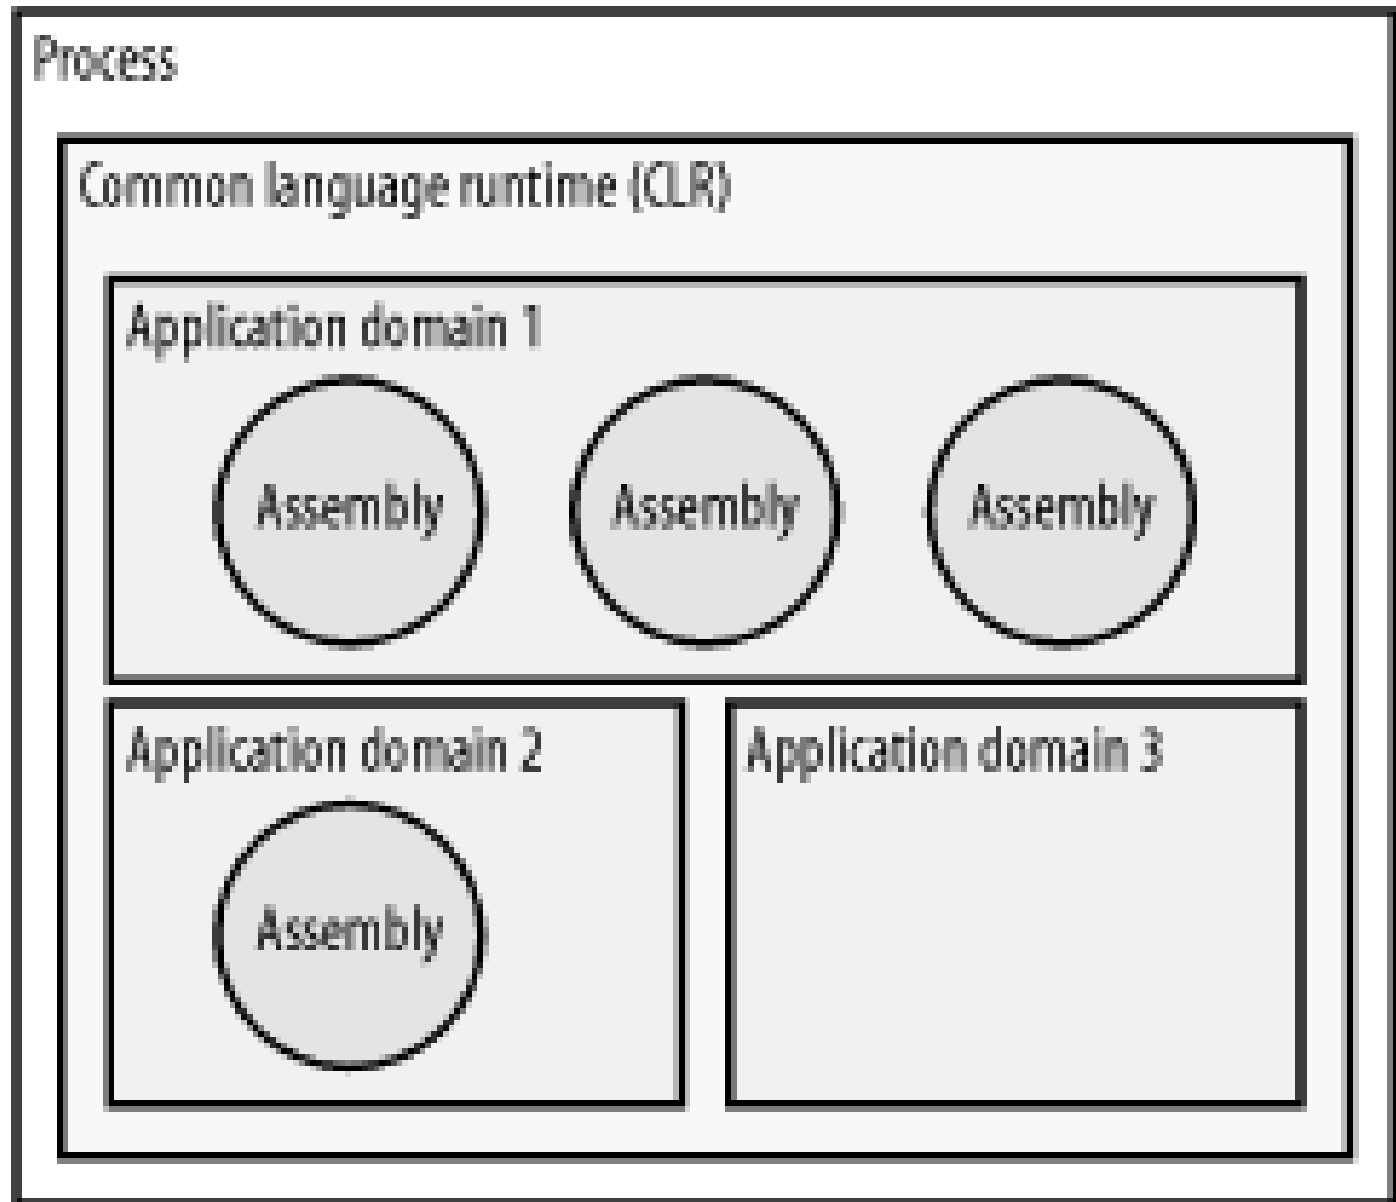 Process
Common language runtime (CLR)
Application domain 1
Assembly
Assembly
Assembly
Application domain 2
Application domain 3
Assembly